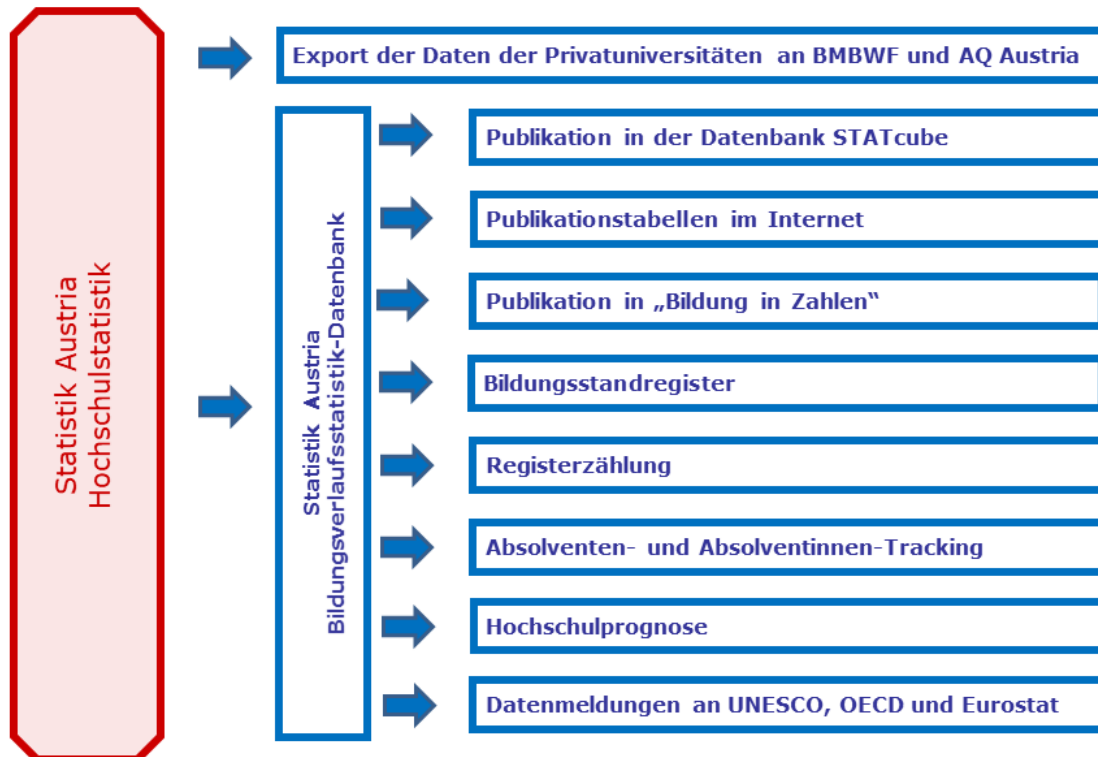 Statistik Austria
Hochschulstatistik
Export der Daten der Privatuniversitäten an BMBWF und AQ Austria
Statistik Austria
Bildungsverlaufsstatistik-Datenbank
Publikation in der Datenbank STATcube
Publikationstabellen im Internet
Publikation in „Bildung in Zahlen“
Bildungsstandregister
Registerzählung
Absolventen- und Absolventinnen-Tracking
Hochschulprognose
Datenmeldungen an UNESCO, OECD und Eurostat